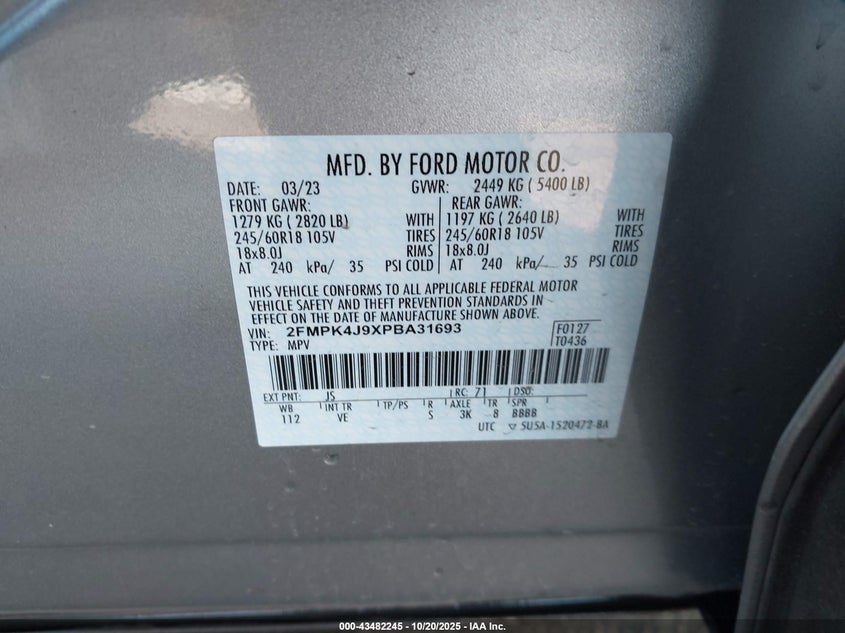 MFD. BY FORD MOTOR CO.
DATE: 03/23 GVWR: 2449 KG ( 5400 LB)
FRONT GAWR: REAR GAWR:
1279 KG ( 2820 LB) WITH 1197 KG ( 2640 LB) WITH
245/60R18 105V TIRES 245/60R18 105V TIRES
18x8.0J RIMS 18x8.0J RIMS
AT 240 kPa/ 35 PSI COLD AT 240 kPa/ 35 PSI COLD
THIS VEHICLE CONFORMS TO ALL APPLICABLE FEDERAL MOTOR
VEHICLE SAFETY AND THEFT PREVENTION STANDARDS IN
EFFECT ON THE DATE OF MANUFACTURE SHOWN ABOVE.
VIN: 2FMPK4J9XPBA31693 F0127
TYPE: MPV T0436
EXT PNT: JS RC: 71 DSO:
WB INT TR TP/PS R AXLE TR SPR
112 VE S 3K 8 BBBB
UTC 5U5A-1520472-BA
000-43482245 - 10/20/2025 - IAA Inc.